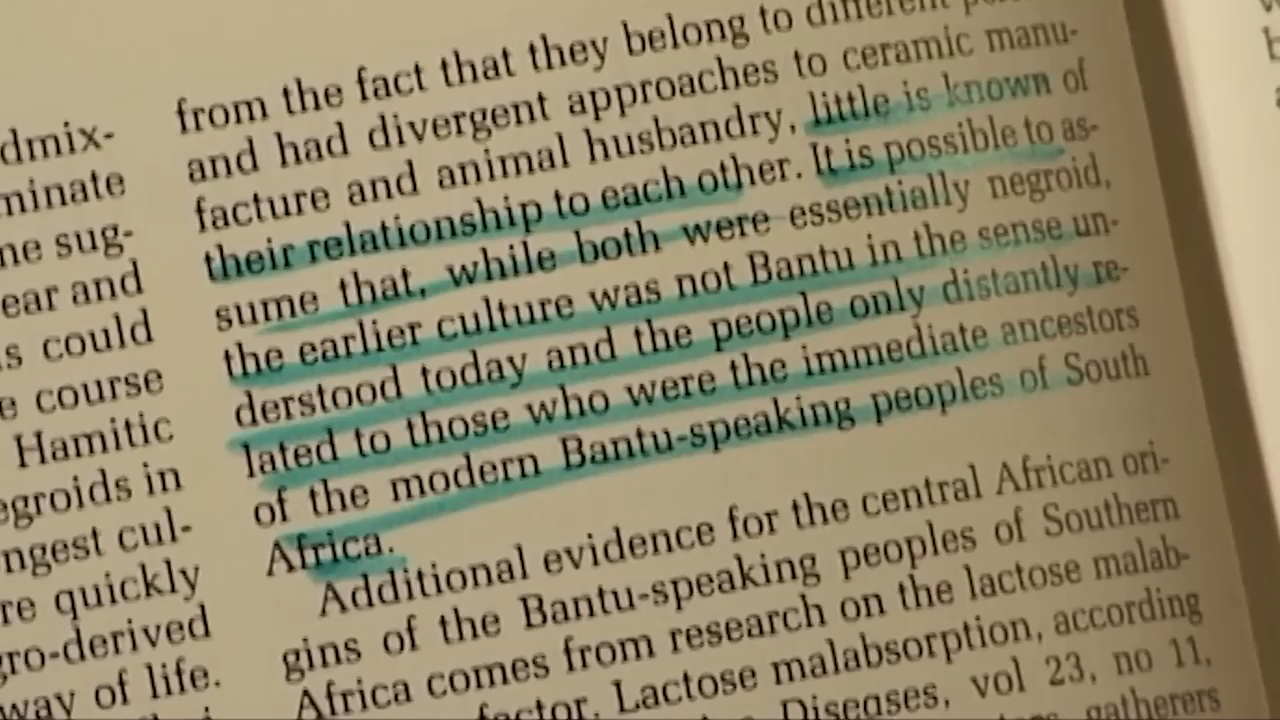 dmix-
minate
ne sug-
ear and
s could
e course
Hamitic
egroids in
ngest cul-
re quickly
gro-derived
way of life.
from the fact that they belong to different
and had divergent approaches to ceramic manu-
facture and animal husbandry, little is known of
their relationship to each other. It is possible to as-
sume that, while both were essentially negroid,
the earlier culture was not Bantu in the sense un-
derstood today and the people only distantly re-
lated to those who were the immediate ancestors
of the modern Bantu-speaking peoples of South
Africa.
Additional evidence for the central African ori-
gins of the Bantu-speaking peoples of Southern
Africa comes from research on the lactose malab-
factor. Lactose malabsorption, according
Diseases, vol 23, no 11,
gatherers